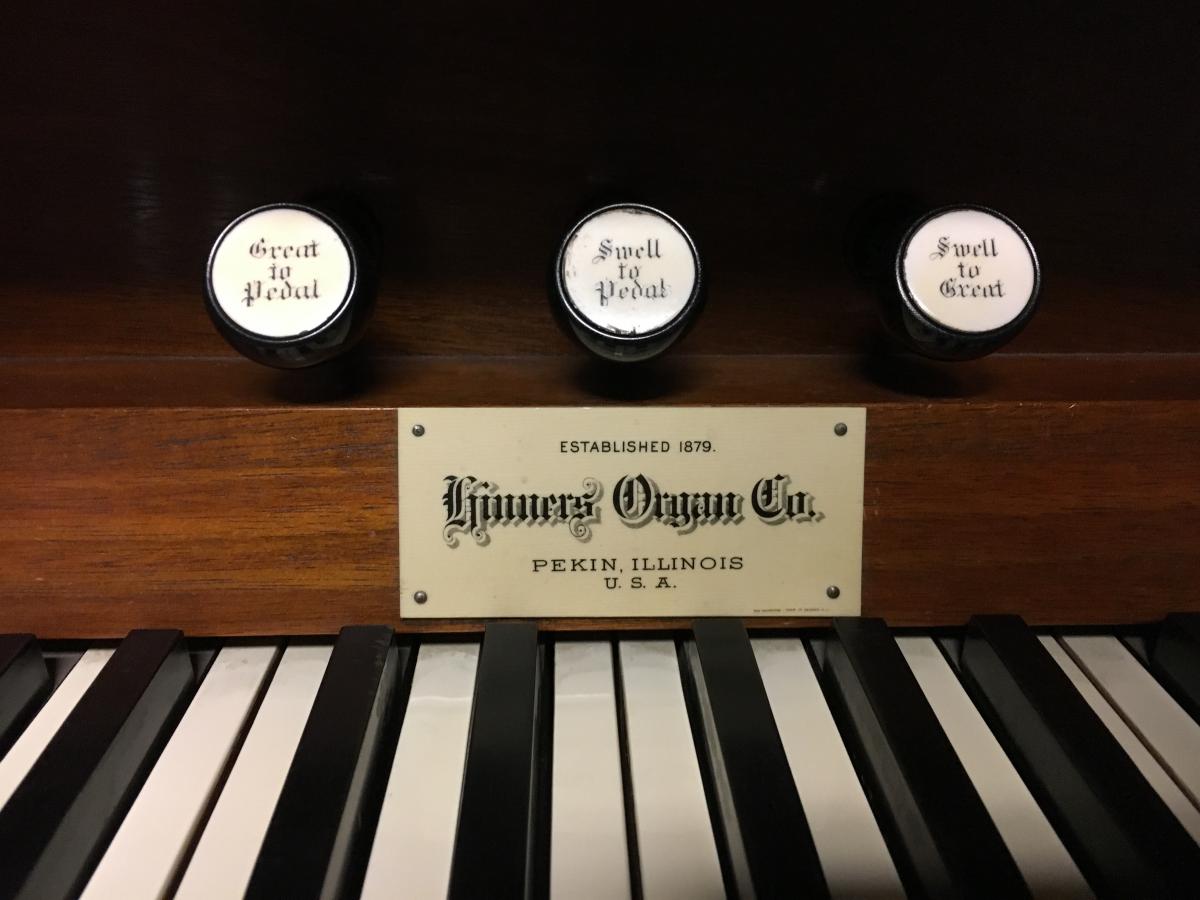 Great
to
Pedal
Swell
to
Pedal
Swell
to
Great
ESTABLISHED 1879.
Hinners Organ Co.
PEKIN, ILLINOIS
U. S. A.